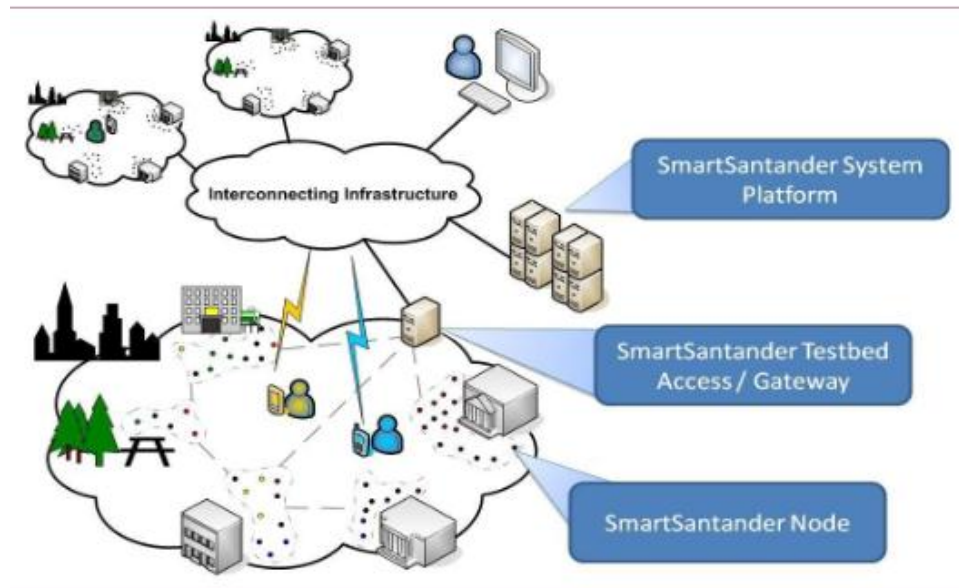 Interconnecting Infrastructure
SmartSantander System
Platform
SmartSantander Testbed
Access / Gateway
SmartSantander Node